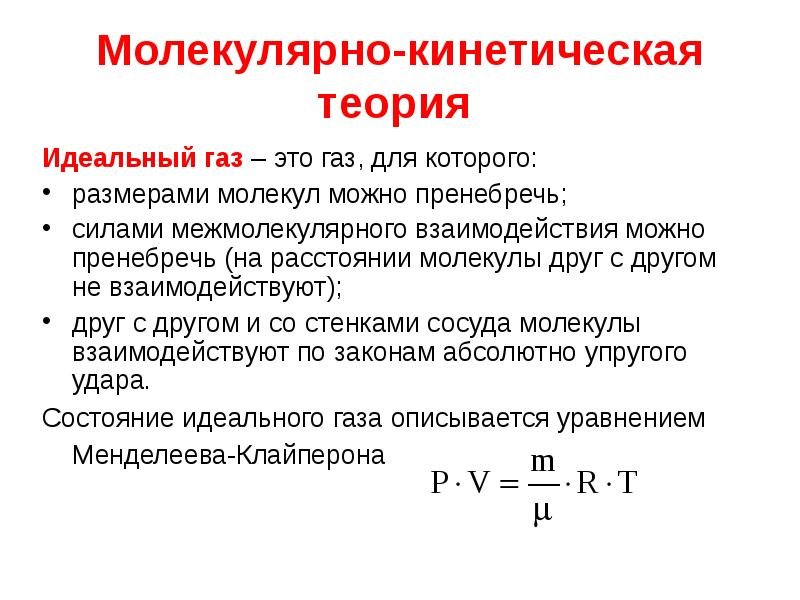 Молекулярно-кинетическая
теория
Идеальный газ – это газ, для которого:
• размерами молекул можно пренебречь;
• силами межмолекулярного взаимодействия можно
пренебречь (на расстоянии молекулы друг с другом
не взаимодействуют);
• друг с другом и со стенками сосуда молекулы
взаимодействуют по законам абсолютно упругого
удара.
Состояние идеального газа описывается уравнением
Менделеева-Клайперона
P · V = m/μ · R · T